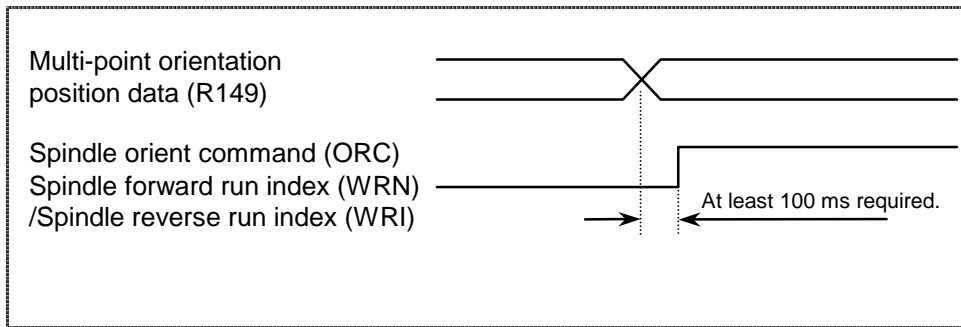 Multi-point orientation
position data (R149)
Spindle orient command (ORC)
Spindle forward run index (WRN)
/Spindle reverse run index (WRI)
At least 100 ms required.